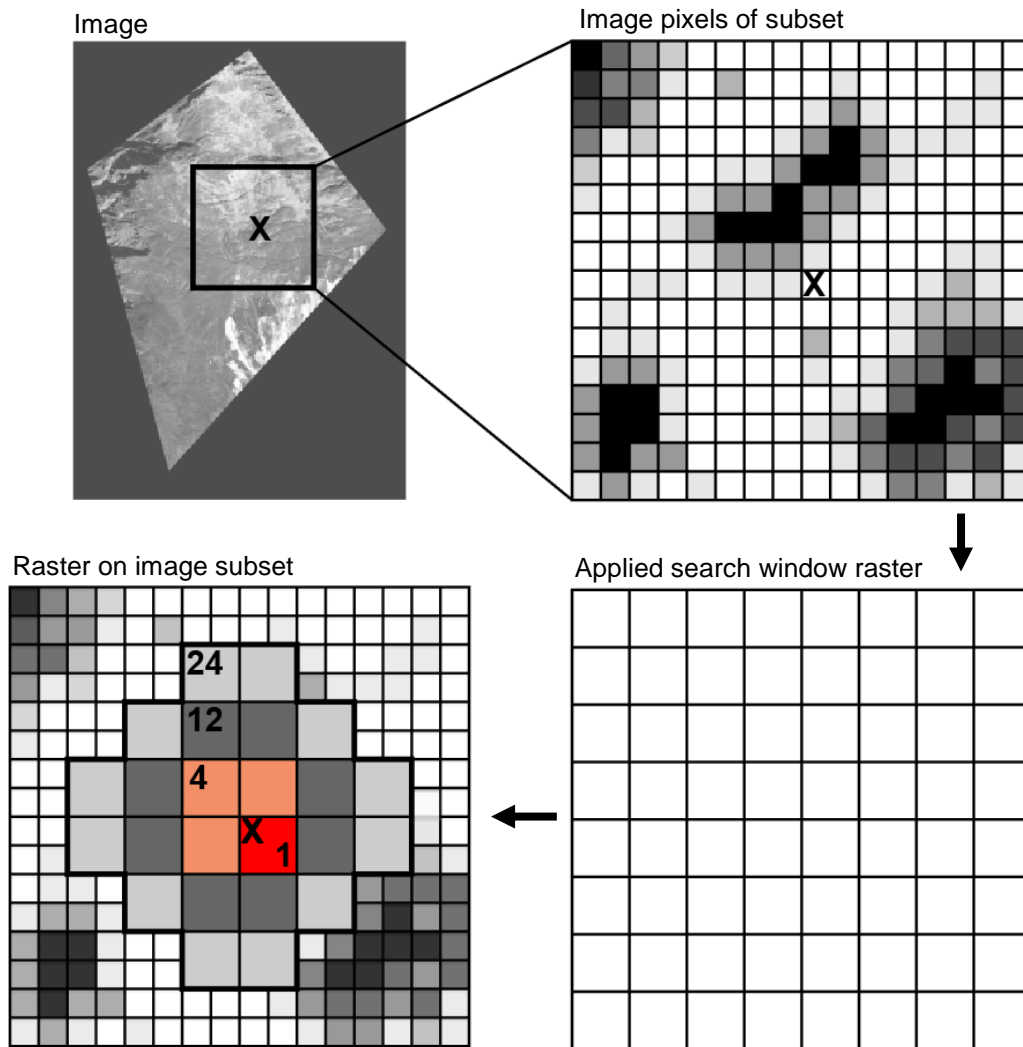 Image
Image pixels of subset
X
X
Raster on image subset
Applied search window raster
24
12
4
X
1